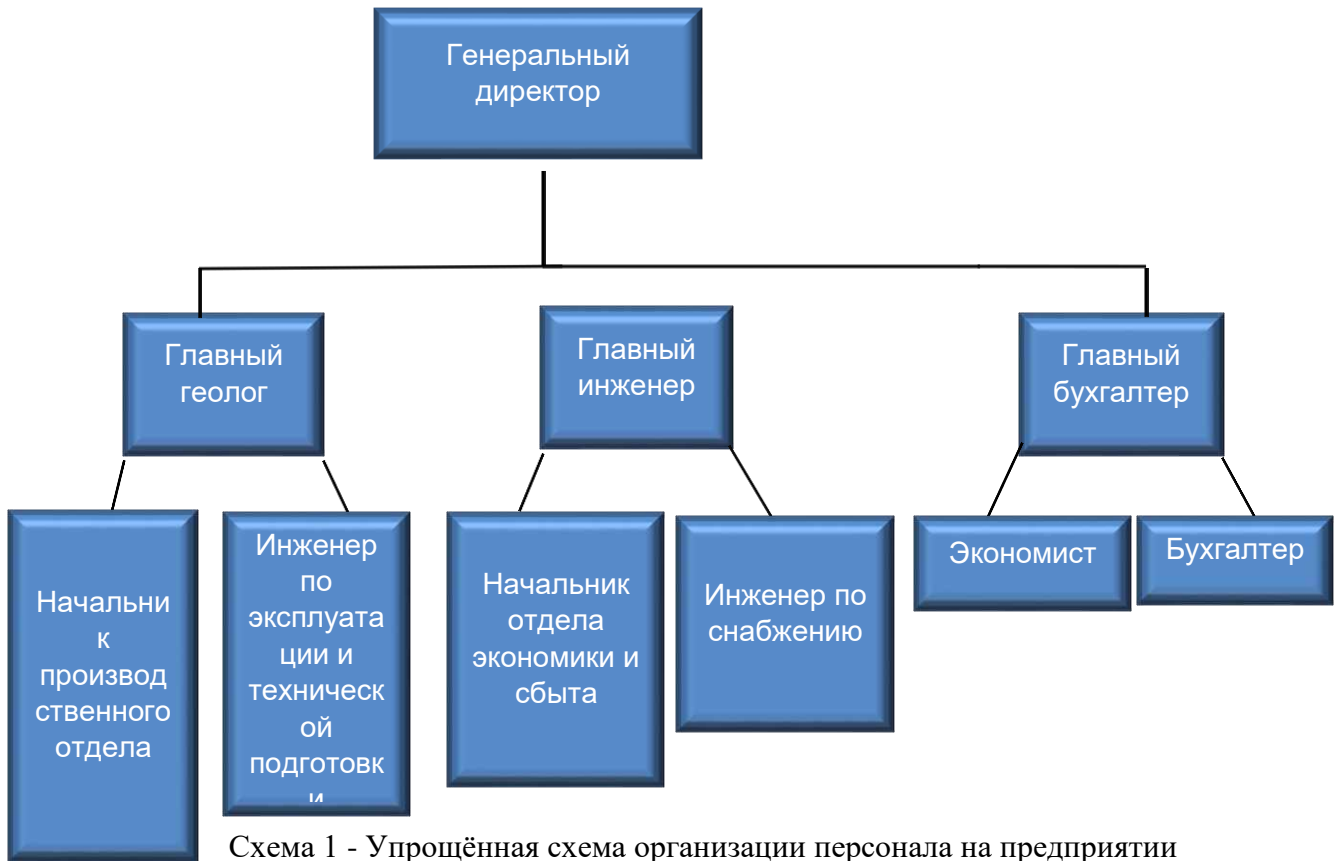 Генеральный
директор
Главный
геолог
Главный
инженер
Главный
бухгалтер
Начальни
к
производ
ственного
отдела
Инженер
по
эксплуата
ции и
техническ
ой
подготовк
и
Начальник
отдела
экономики и
сбыта
Инженер по
снабжению
Экономист
Бухгалтер
Схема 1 - Упрощённая схема организации персонала на предприятии